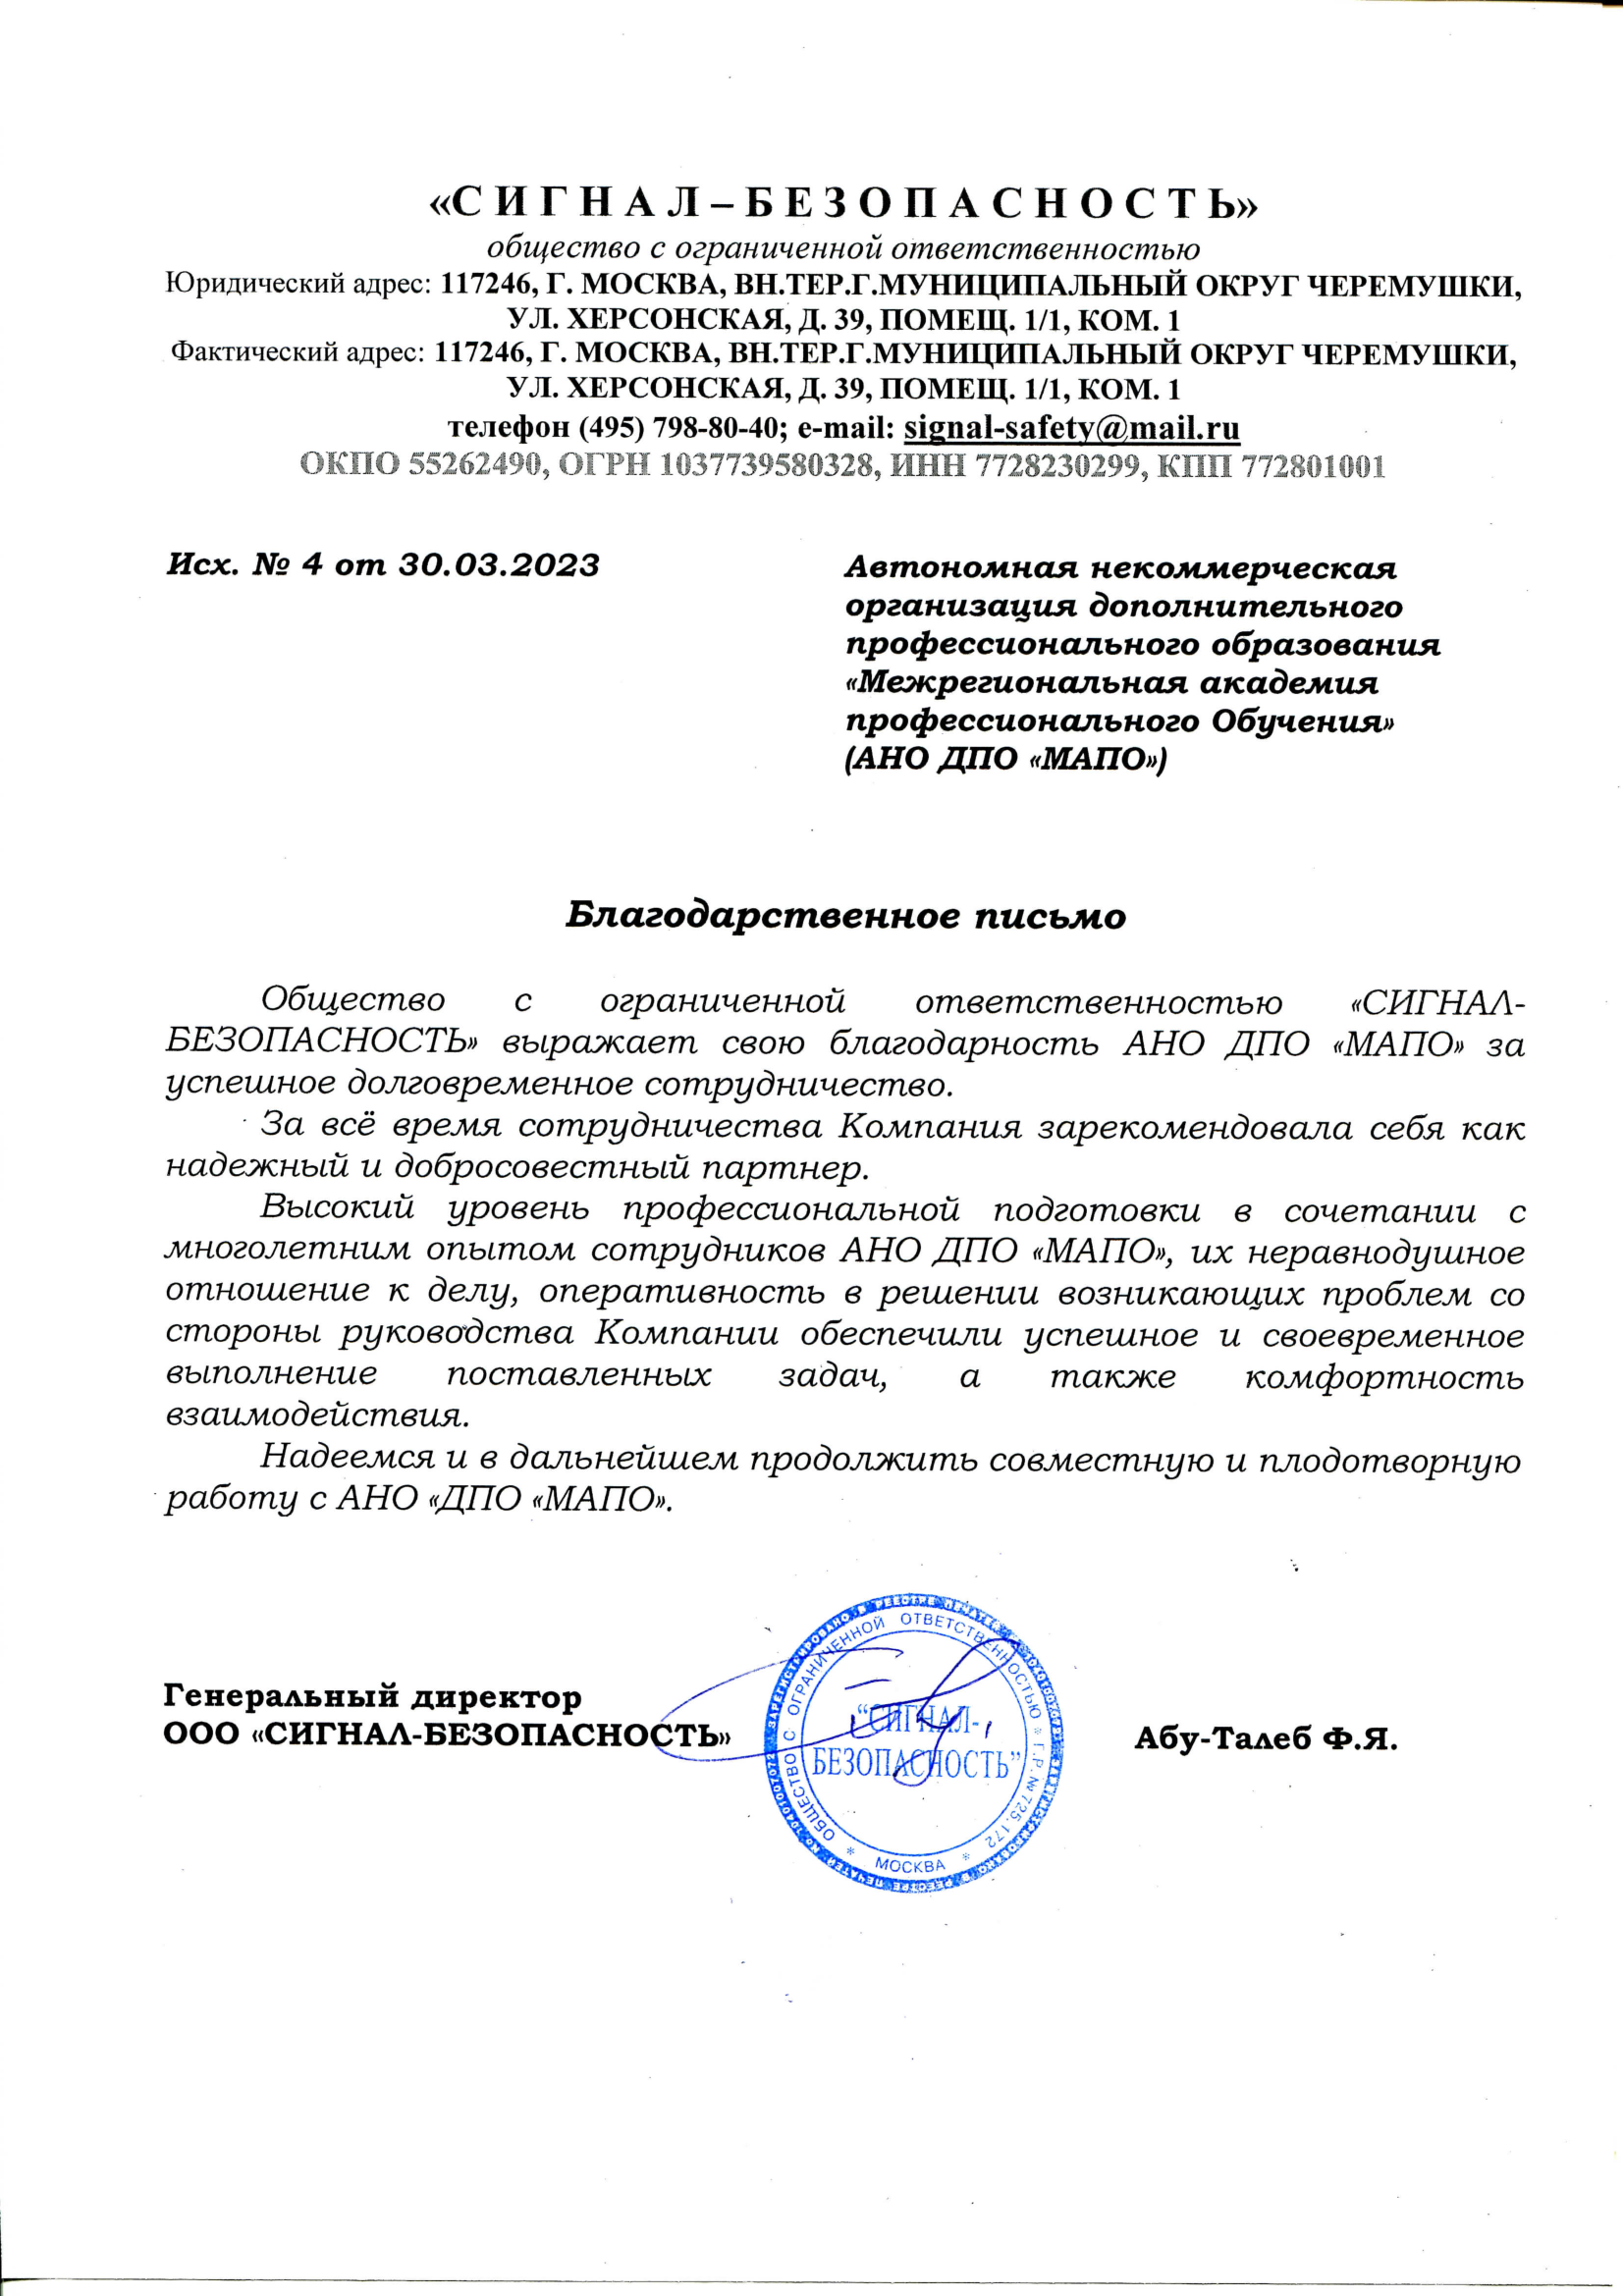 «С И Г Н А Л – Б Е З О П А С Н О С Т Ь»
общество с ограниченной ответственностью
Юридический адрес: 117246, Г. МОСКВА, ВН.ТЕР.Г.МУНИЦИПАЛЬНЫЙ ОКРУГ ЧЕРЕМУШКИ,
УЛ. ХЕРСОНСКАЯ, Д. 39, ПОМЕЩ. 1/1, КОМ. 1
Фактический адрес: 117246, Г. МОСКВА, ВН.ТЕР.Г.МУНИЦИПАЛЬНЫЙ ОКРУГ ЧЕРЕМУШКИ,
УЛ. ХЕРСОНСКАЯ, Д. 39, ПОМЕЩ. 1/1, КОМ. 1
телефон (495) 798-80-40; e-mail: signal-safety@mail.ru
ОКПО 55262490, ОГРН 1037739580328, ИНН 7728230299, КПП 772801001
Исх. № 4 от 30.03.2023
Автономная некоммерческая
организация дополнительного
профессионального образования
«Межрегиональная академия
профессионального Обучения»
(АНО ДПО «МАПО»)
Благодарственное письмо
Общество с ограниченной ответственностью «СИГНАЛ-
БЕЗОПАСНОСТЬ» выражает свою благодарность АНО ДПО «МАПО» за
успешное долговременное сотрудничество.
За всё время сотрудничества Компания зарекомендовала себя как
надежный и добросовестный партнер.
Высокий уровень профессиональной подготовки в сочетании с
многолетним опытом сотрудников АНО ДПО «МАПО», их неравнодушное
отношение к делу, оперативность в решении возникающих проблем со
стороны руководства Компании обеспечили успешное и своевременное
выполнение поставленных задач, а также комфортность
взаимодействия.
Надеемся и в дальнейшем продолжить совместную и плодотворную
работу с АНО «ДПО «МАПО».
Генеральный директор
ООО «СИГНАЛ-БЕЗОПАСНОСТЬ»
Абу-Талеб Ф.Я.
ОБЩЕСТВО С ОГРАНИЧЕННОЙ ОТВЕТСТВЕННОСТЬЮ * Г.Р. № 725.172
* МОСКВА *
“СИГНАЛ-
БЕЗОПАСНОСТЬ”
ЗАРЕГИСТРИРОВАНО В РЕЕСТРЕ ПЕЧАТЕЙ